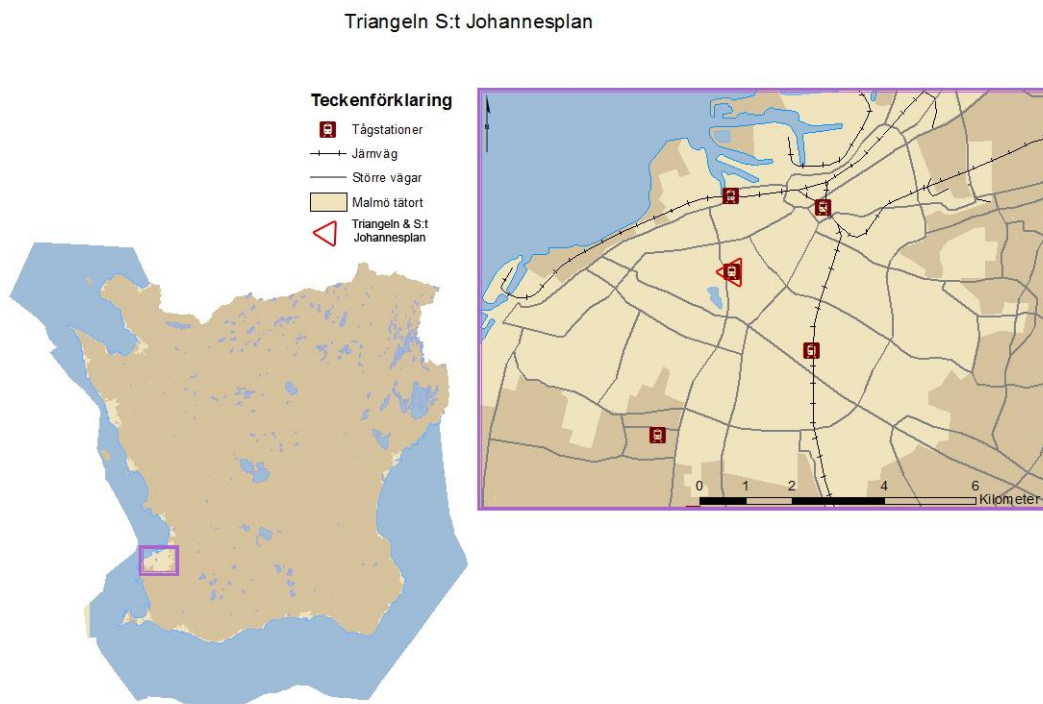 Triangeln S:t Johannesplan
Teckenförklaring
Tågstationer
Järnväg
Större vägar
Malmö tätort
Triangeln & S:t
Johannesplan
N
0 1 2 4 6
Kilometer